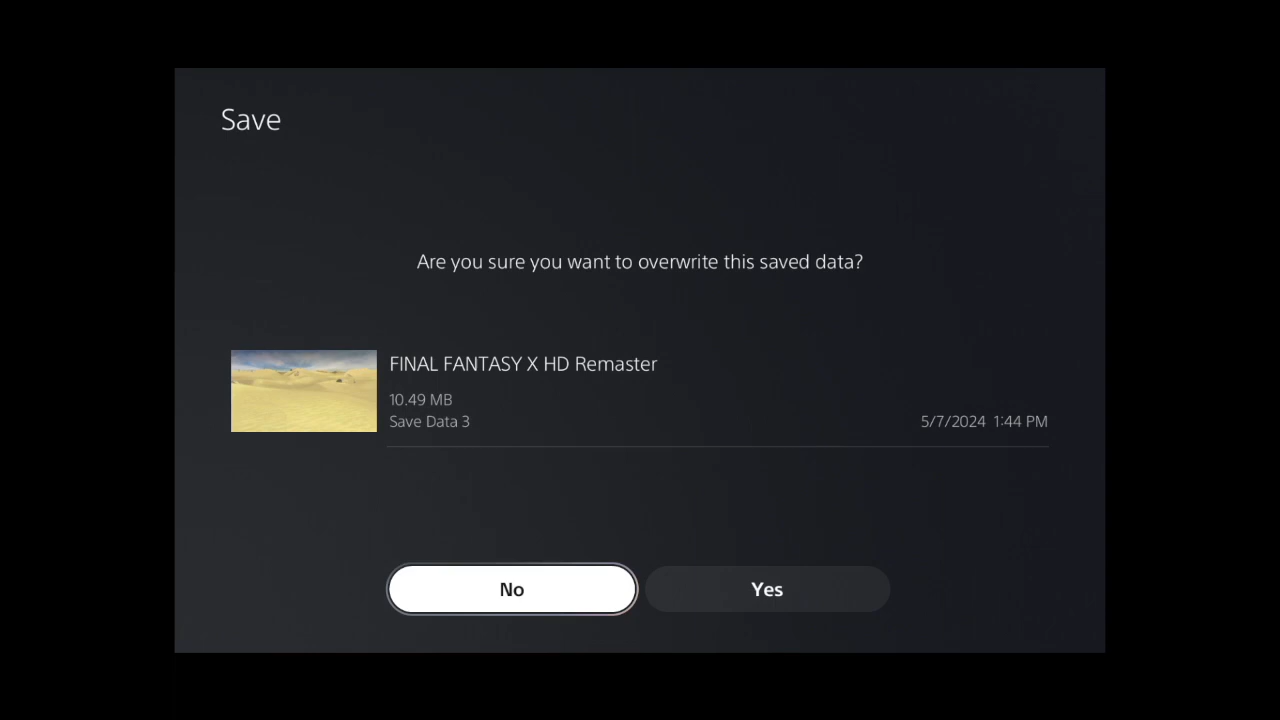 Save
Are you sure you want to overwrite this saved data?
FINAL FANTASY X HD Remaster
10.49 MB
Save Data 3
5/7/2024 1:44 PM
No
Yes